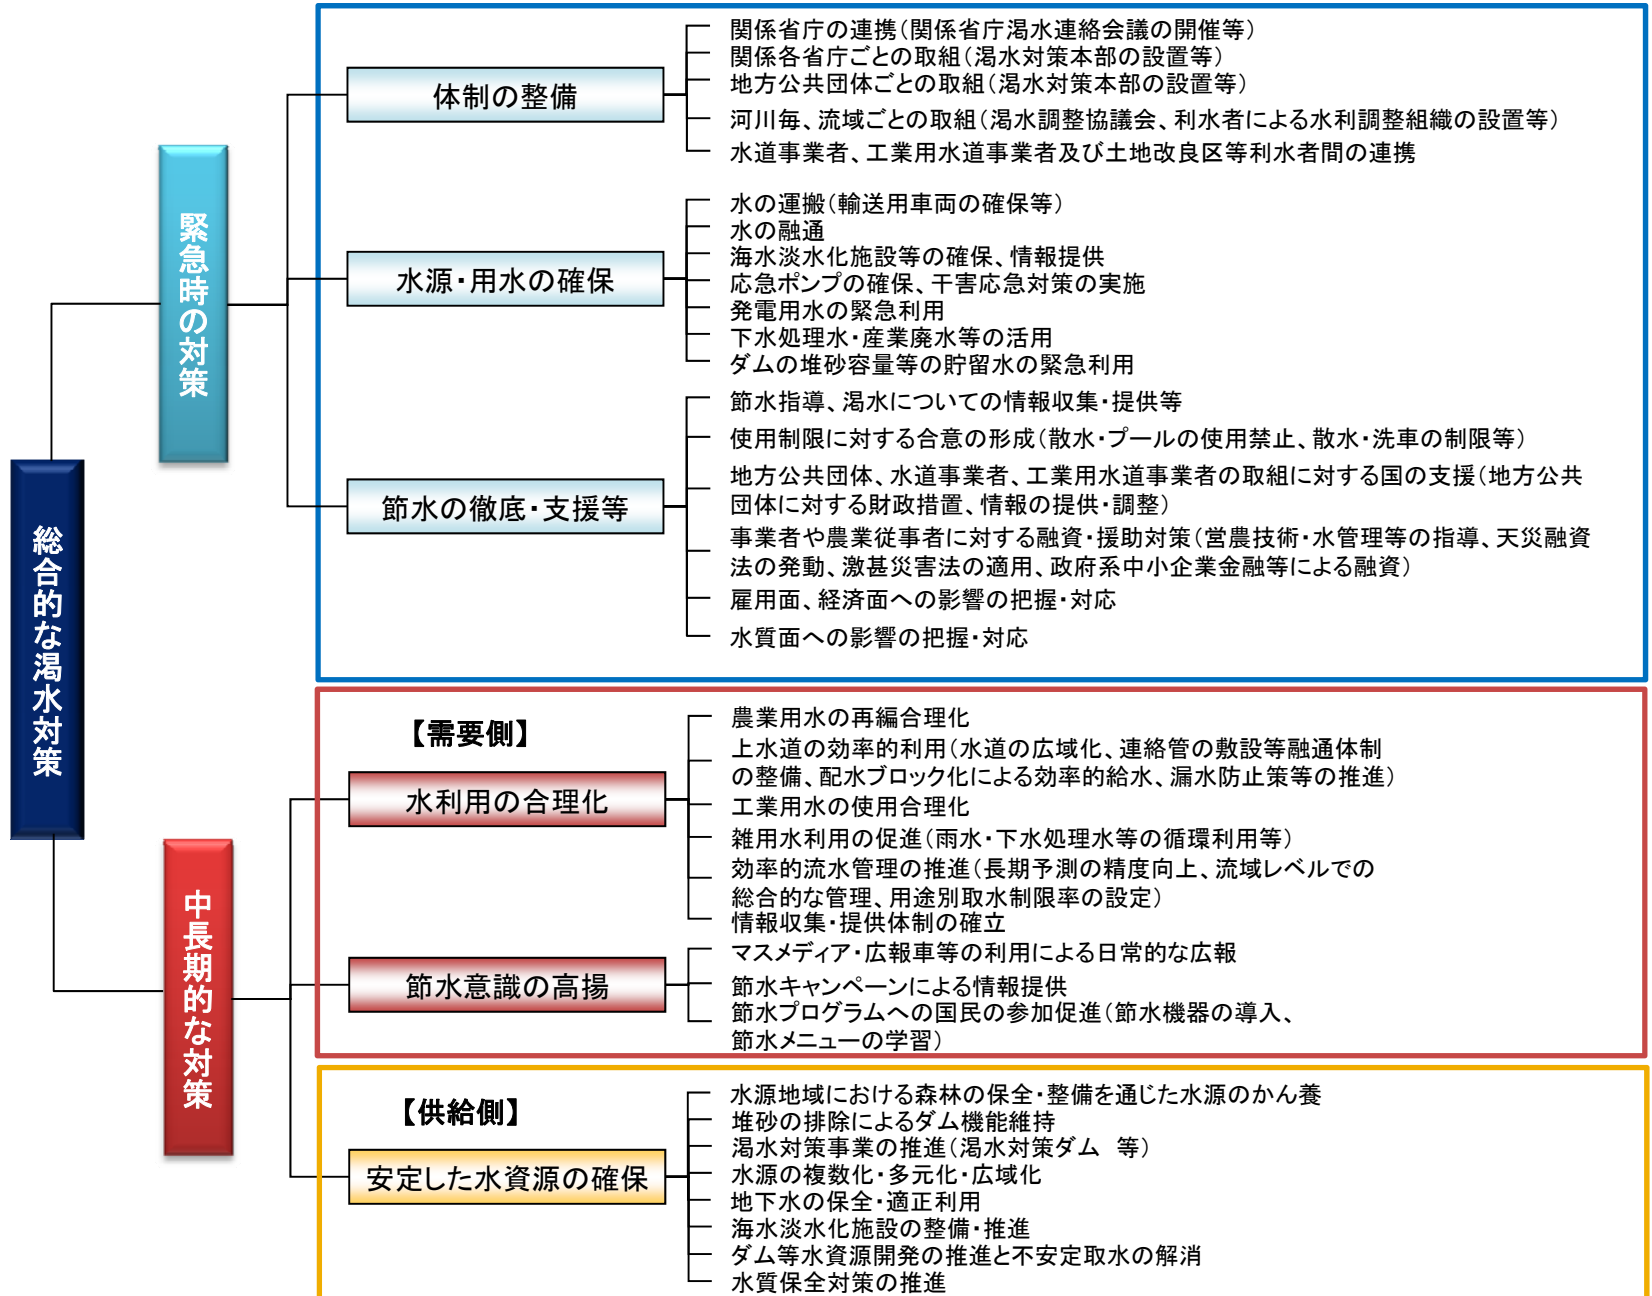 総合的な渇水対策
緊急時の対策
体制の整備
関係省庁の連携(関係省庁渇水連絡会議の開催等)
関係各省庁ごとの取組(渇水対策本部の設置等)
地方公共団体ごとの取組(渇水対策本部の設置等)
河川毎、流域ごとの取組(渇水調整協議会、利水者による水利調整組織の設置等)
水道事業者、工業用水道事業者及び土地改良区等利水者間の連携
水源・用水の確保
水の運搬(輸送用車両の確保等)
水の融通
海水淡水化施設等の確保、情報提供
応急ポンプの確保、干害応急対策の実施
発電用水の緊急利用
下水処理水・産業廃水等の活用
ダムの堆砂容量等の貯留水の緊急利用
節水の徹底・支援等
節水指導、渇水についての情報収集・提供等
使用制限に対する合意の形成(散水・プールの使用禁止、散水・洗車の制限等)
地方公共団体、水道事業者、工業用水道事業者の取組に対する国の支援(地方公共
団体に対する財政措置、情報の提供・調整)
事業者や農業従事者に対する融資・援助対策(営農技術・水管理等の指導、天災融資
法の発動、激甚災害法の適用、政府系中小企業金融等による融資)
雇用面、経済面への影響の把握・対応
水質面への影響の把握・対応
中長期的な対策
【需要側】
水利用の合理化
農業用水の再編合理化
上水道の効率的利用(水道の広域化、連絡管の敷設等融通体制
の整備、配水ブロック化による効率的給水、漏水防止策等の推進)
工業用水の使用合理化
雑用水利用の促進(雨水・下水処理水等の循環利用等)
効率的流水管理の推進(長期予測の精度向上、流域レベルでの
総合的な管理、用途別取水制限率の設定)
情報収集・提供体制の確立
節水意識の高揚
マスメディア・広報車等の利用による日常的な広報
節水キャンペーンによる情報提供
節水プログラムへの国民の参加促進(節水機器の導入、
節水メニューの学習)
【供給側】
安定した水資源の確保
水源地域における森林の保全・整備を通じた水源のかん養
堆砂の排除によるダム機能維持
渇水対策事業の推進(渇水対策ダム 等)
水源の複数化・多元化・広域化
地下水の保全・適正利用
海水淡水化施設の整備・推進
ダム等水資源開発の推進と不安定取水の解消
水質保全対策の推進